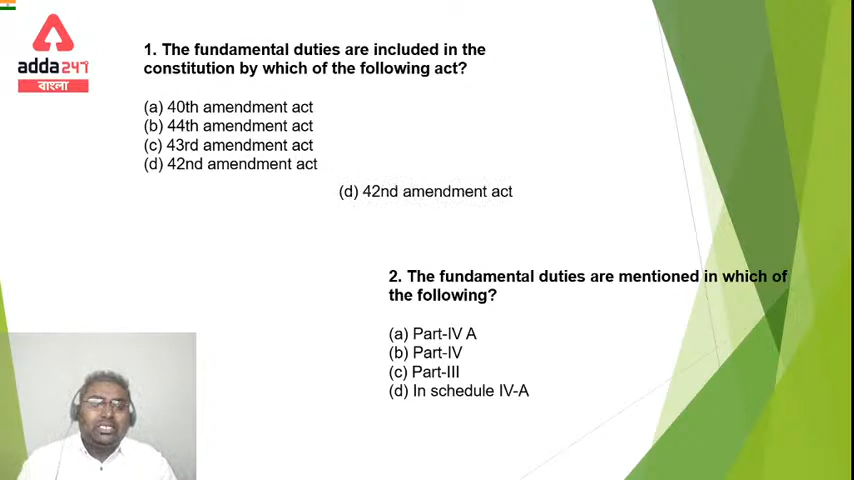 adda247
বাংলা
1. The fundamental duties are included in the
constitution by which of the following act?
(a) 40th amendment act
(b) 44th amendment act
(c) 43rd amendment act
(d) 42nd amendment act
(d) 42nd amendment act
2. The fundamental duties are mentioned in which of
the following?
(a) Part-IV A
(b) Part-IV
(c) Part-III
(d) In schedule IV-A